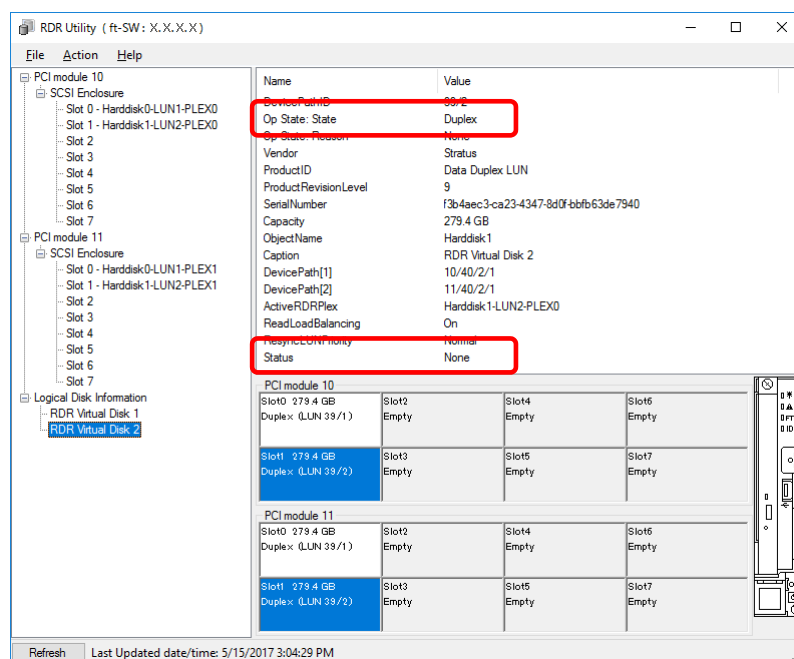 RDR Utility ( ft-SW: X.X.X.X)
File Action Help
PCI module 10
SCSI Enclosure
Slot 0 - Harddisk0-LUN1-PLEX0
Slot 1 - Harddisk1-LUN2-PLEX0
Slot 2
Slot 3
Slot 4
Slot 5
Slot 6
Slot 7
PCI module 11
SCSI Enclosure
Slot 0 - Harddisk0-LUN1-PLEX1
Slot 1 - Harddisk1-LUN2-PLEX1
Slot 2
Slot 3
Slot 4
Slot 5
Slot 6
Slot 7
Logical Disk Information
RDR Virtual Disk 1
RDR Virtual Disk 2
Name Value
DevicePathID 39/2
Op State: State Duplex
Op State: Reason None
Vendor Stratus
ProductID Data Duplex LUN
ProductRevisionLevel 9
SerialNumber f3b4aec3-ca23-4347-8d0f-bbfb63de7940
Capacity 279.4 GB
ObjectName Harddisk1
Caption RDR Virtual Disk 2
DevicePath[1] 10/40/2/1
DevicePath[2] 11/40/2/1
ActiveRDRPlex Harddisk1-LUN2-PLEX0
ReadLoadBalancing On
ResyncLUNPriority Normal
Status None
PCI module 10
Slot0 279.4 GB Slot2 Slot4 Slot6
Duplex (LUN 39/1) Empty Empty Empty
Slot1 279.4 GB Slot3 Slot5 Slot7
Duplex (LUN 39/2) Empty Empty Empty
PCI module 11
Slot0 279.4 GB Slot2 Slot4 Slot6
Duplex (LUN 39/1) Empty Empty Empty
Slot1 279.4 GB Slot3 Slot5 Slot7
Duplex (LUN 39/2) Empty Empty Empty
Refresh Last Updated date/time: 5/15/2017 3:04:29 PM